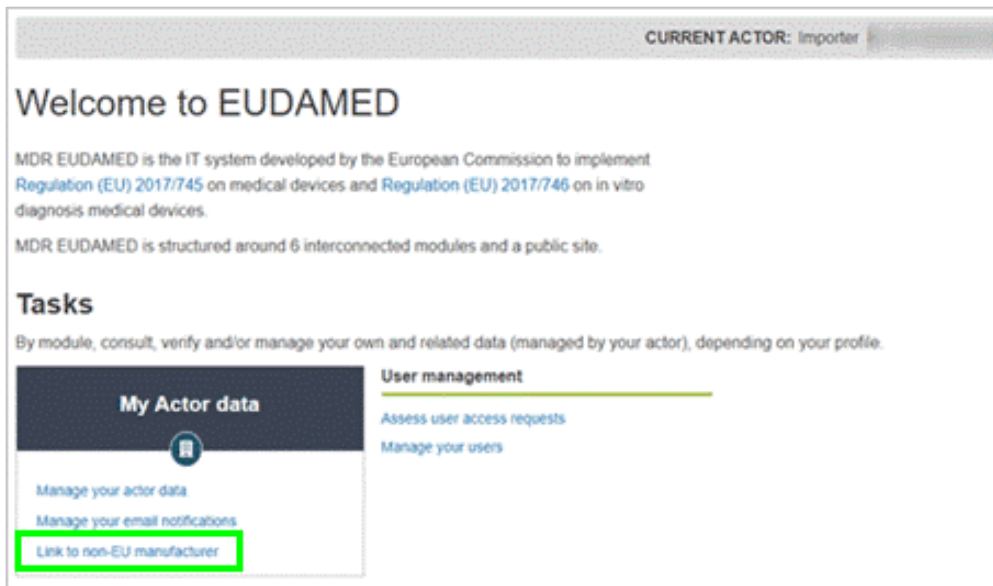 CURRENT ACTOR: Importer
Welcome to EUDAMED
MDR EUDAMED is the IT system developed by the European Commission to implement
Regulation (EU) 2017/745 on medical devices and Regulation (EU) 2017/746 on in vitro
diagnosis medical devices.
MDR EUDAMED is structured around 6 interconnected modules and a public site.
Tasks
By module, consult, verify and/or manage your own and related data (managed by your actor), depending on your profile.
My Actor data
Manage your actor data
Manage your email notifications
Link to non-EU manufacturer
User management
Assess user access requests
Manage your users